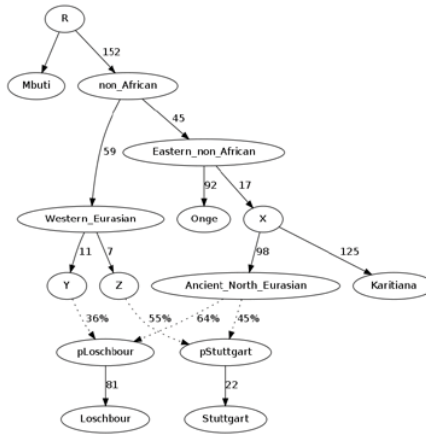 R
152
Mbuti
non_African
45
59
Eastern_non_African
92
17
Western_Eurasian
Onge
X
11
7
98
125
Y
Z
Ancient_North_Eurasian
Karitiana
36%
55%
64%
45%
pLoschbour
pStuttgart
81
22
Loschbour
Stuttgart